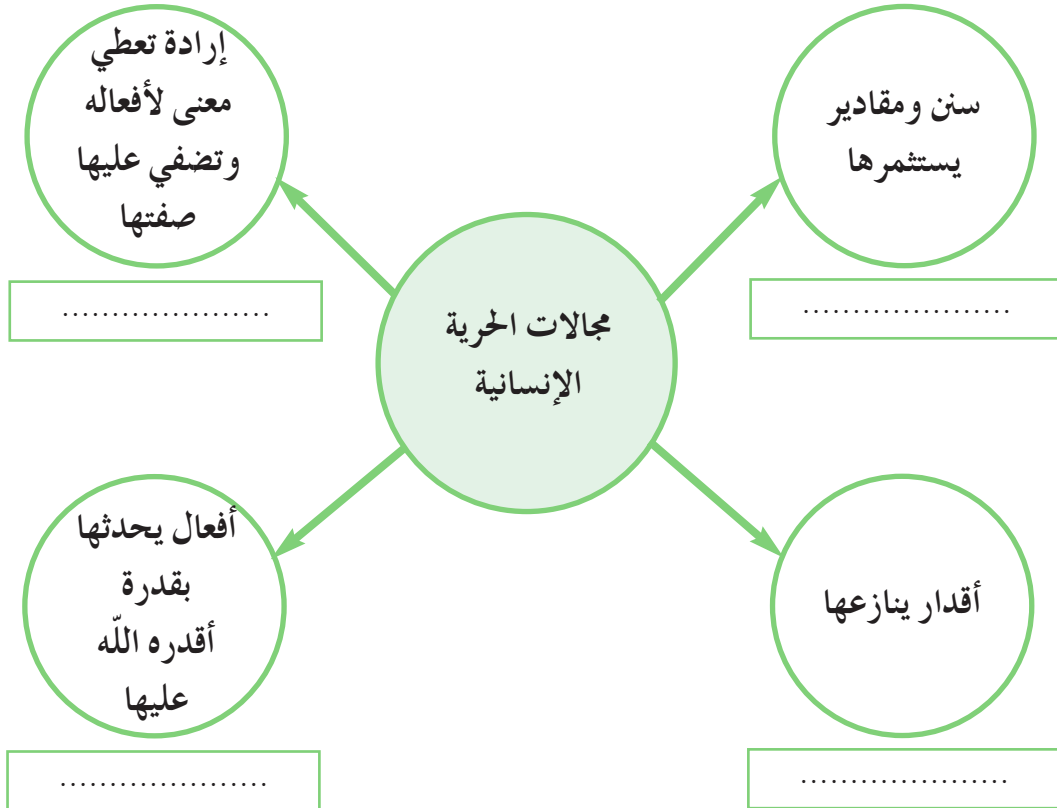 سنن ومقادير
يستثمرها
....................
إرادة تعطي
معنى لأفعاله
وتضفي عليها
صفتها
....................
مجالات الحرية
الإنسانية
أقدار ينازعها
....................
أفعال يحدثها
بقدرة
أقدره اللّه
عليها
....................